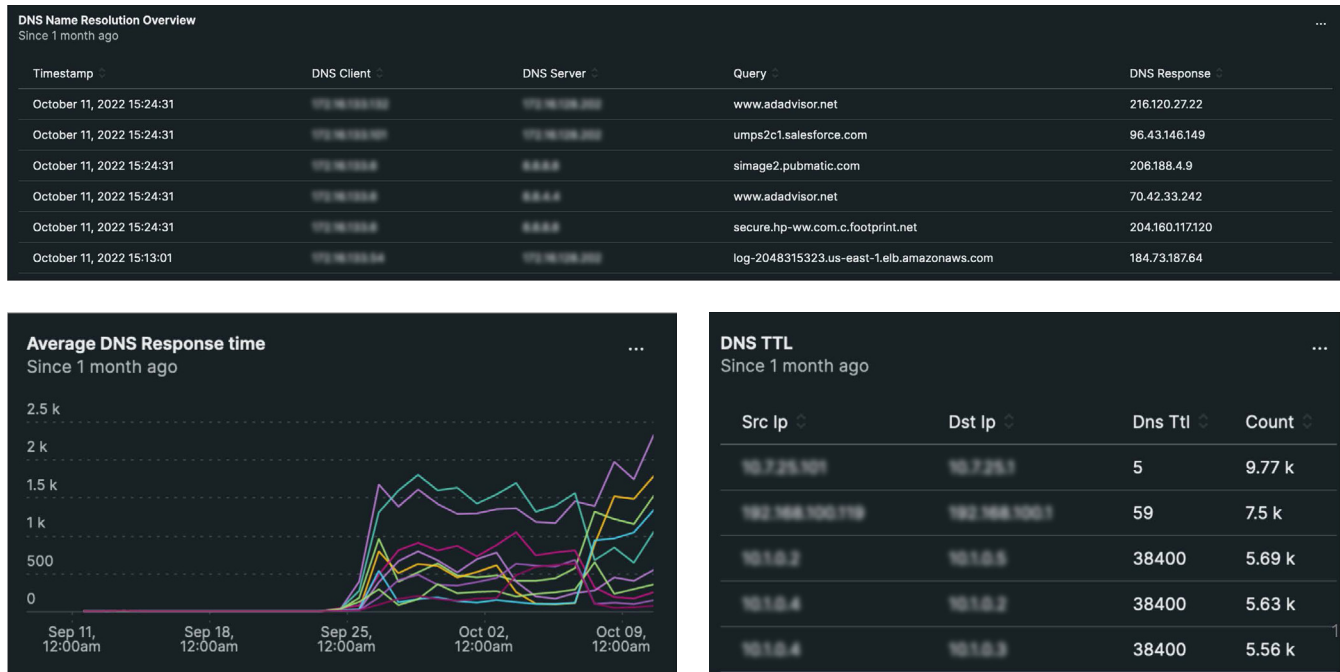 DNS Name Resolution Overview
...
Since 1 month ago
Timestamp DNS Client DNS Server Query DNS Response
October 11, 2022 15:24:31 www.adadvisor.net 216.120.27.22
October 11, 2022 15:24:31 umps2c1.salesforce.com 96.43.146.149
October 11, 2022 15:24:31 simage2.pubmatic.com 206.188.4.9
October 11, 2022 15:24:31 www.adadvisor.net 70.42.33.242
October 11, 2022 15:24:31 secure.hp-ww.com.c.footprint.net 204.160.117.120
October 11, 2022 15:13:01 log-2048315323.us-east-1.elb.amazonaws.com 184.73.187.64
Average DNS Response time
...
Since 1 month ago
2.5 k
2 k
1.5 k
1 k
500
0
Sep 11, Sep 18, Sep 25, Oct 02, Oct 09,
12:00am 12:00am 12:00am 12:00am 12:00am
DNS TTL
...
Since 1 month ago
Src Ip Dst Ip Dns Ttl Count
5 9.77 k
59 7.5 k
38400 5.69 k
38400 5.63 k
1
38400 5.56 k